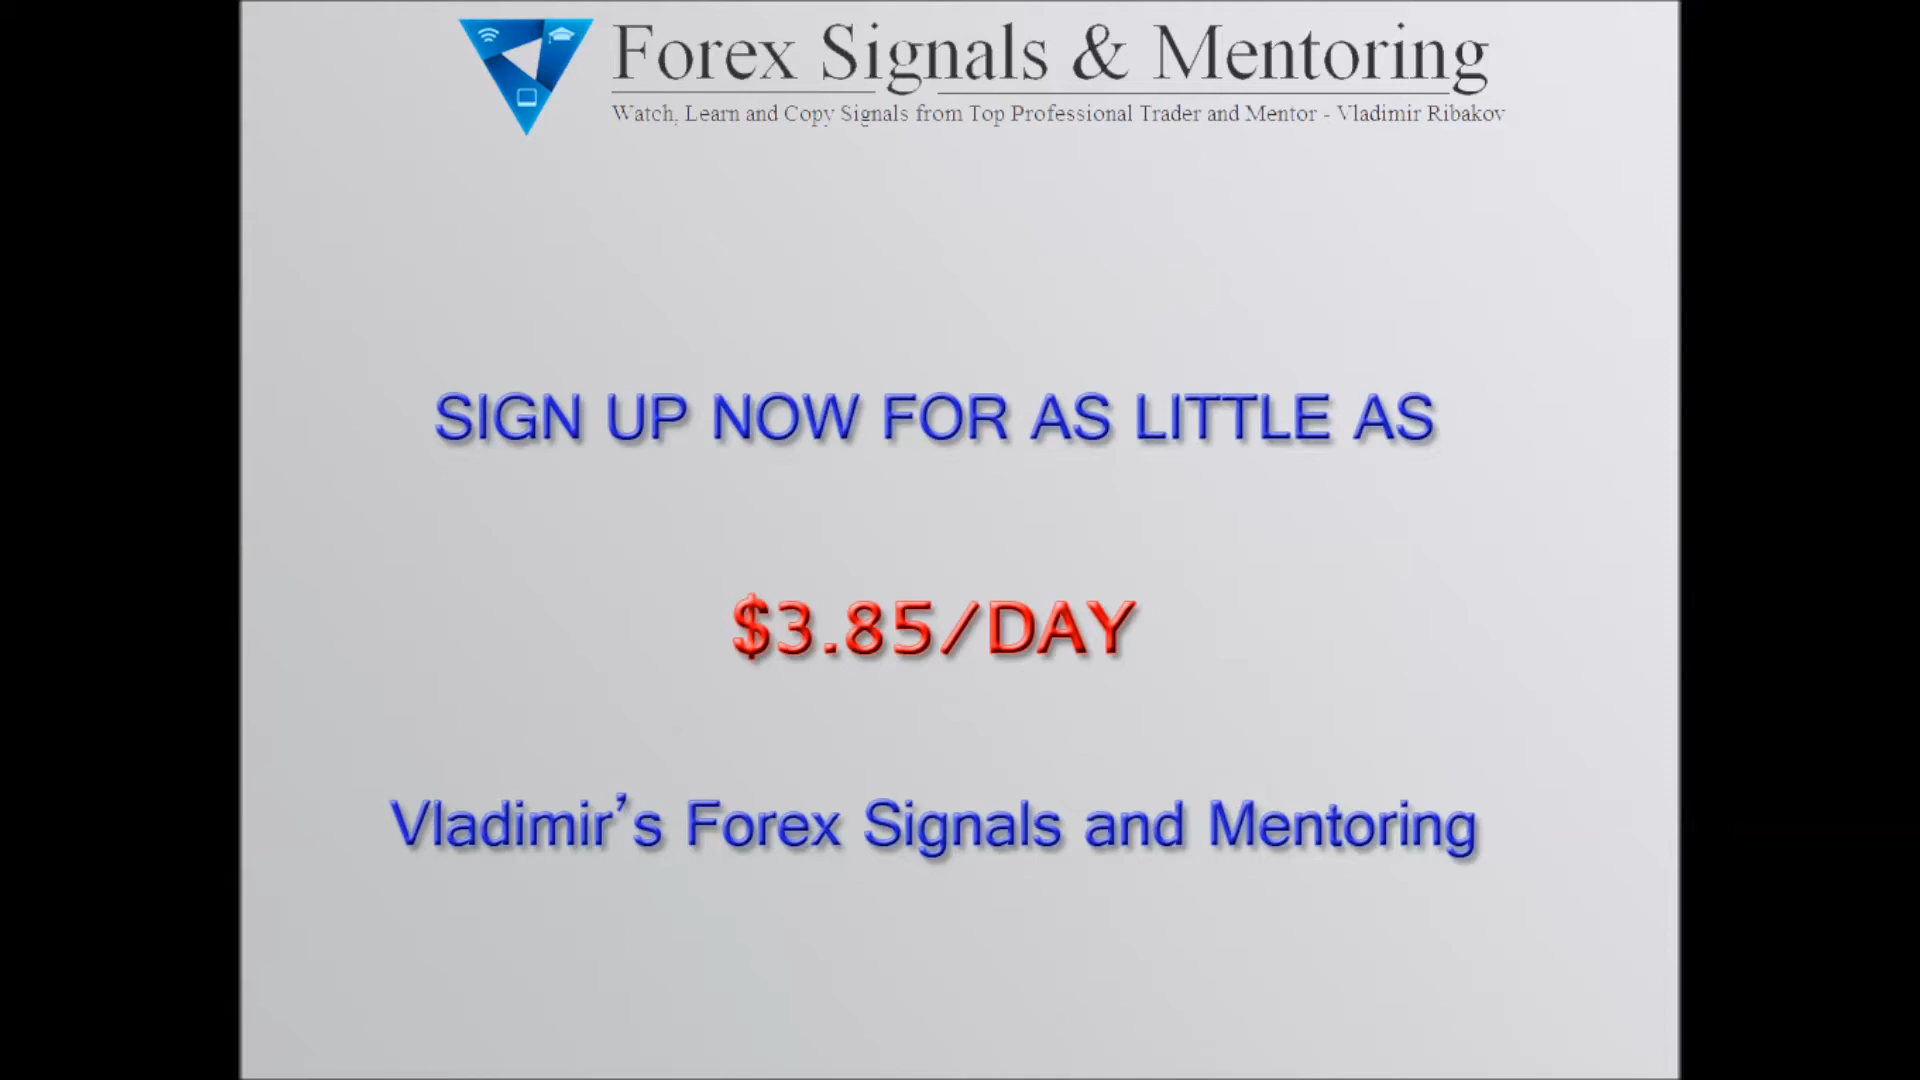 Forex Signals & Mentoring
Watch, Learn and Copy Signals from Top Professional Trader and Mentor - Vladimir Ribakov
SIGN UP NOW FOR AS LITTLE AS
$3.85/DAY
Vladimir’s Forex Signals and Mentoring